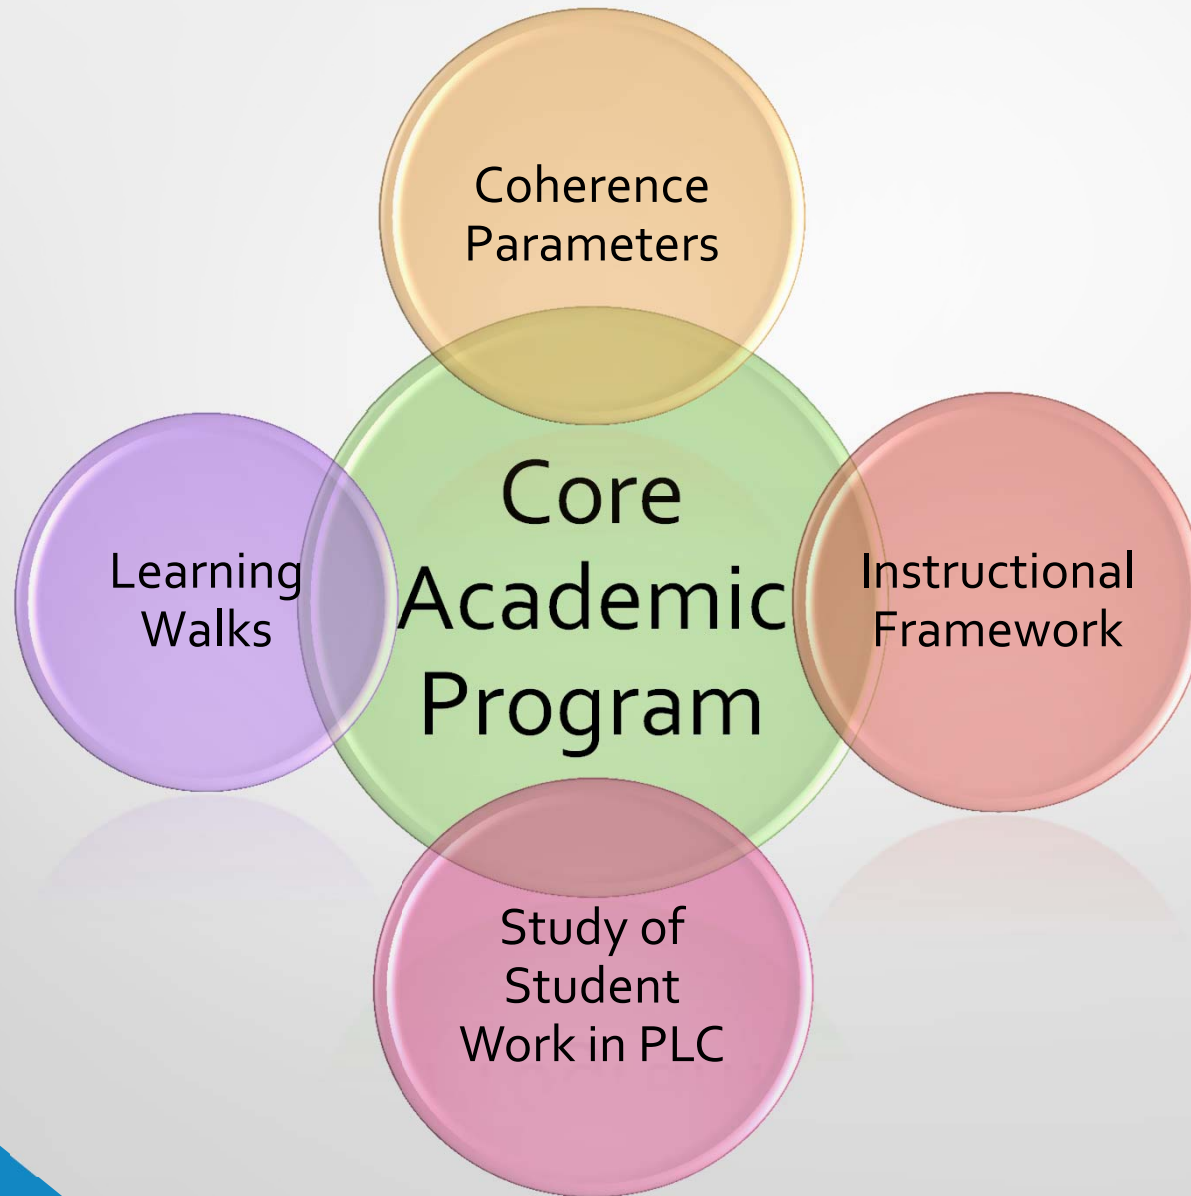 Coherence
Parameters
Learning
Walks
Core
Academic
Program
Instructional
Framework
Study of
Student
Work in PLC